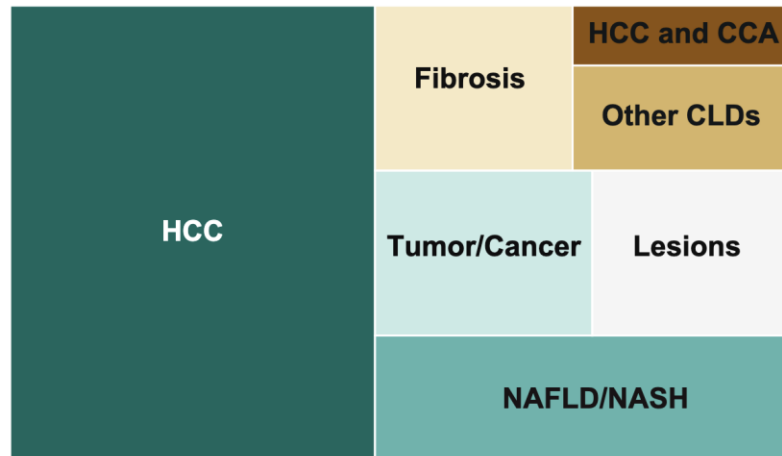 HCC
Fibrosis
HCC and CCA
Other CLDs
Tumor/Cancer
Lesions
NAFLD/NASH